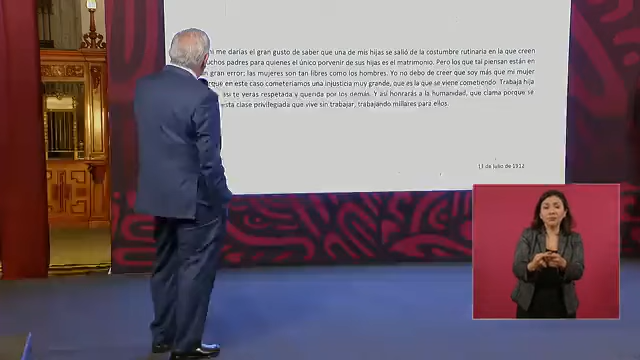 mi me darías el gran gusto de saber que una de mis hijas se salió de la costumbre rutinaria en la que creen
muchos padres para quienes el único porvenir de sus hijas es el matrimonio. Pero los que tal piensan están en
gran error; las mujeres son tan libres como los hombres. Yo no debo de creer que soy más que mi mujer
porque en este caso cometeríamos una injusticia muy grande, que es la que se viene cometiendo. Trabaja hija
así te verás respetada y querida por los demás. Y así honrarás a la humanidad, que clama porque se
esta clase privilegiada que vive sin trabajar, trabajando millares para ellos.
13 de julio de 1912